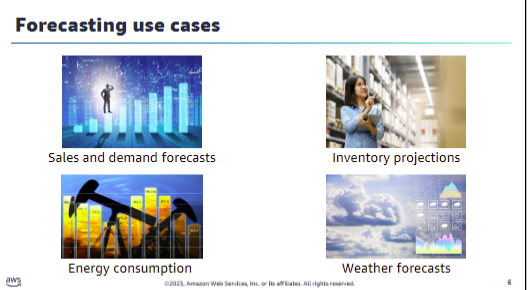 Forecasting use cases
Sales and demand forecasts
Inventory projections
Energy consumption
Weather forecasts
aws
©2023, Amazon Web Services, Inc. or its affiliates. All rights reserved.
6